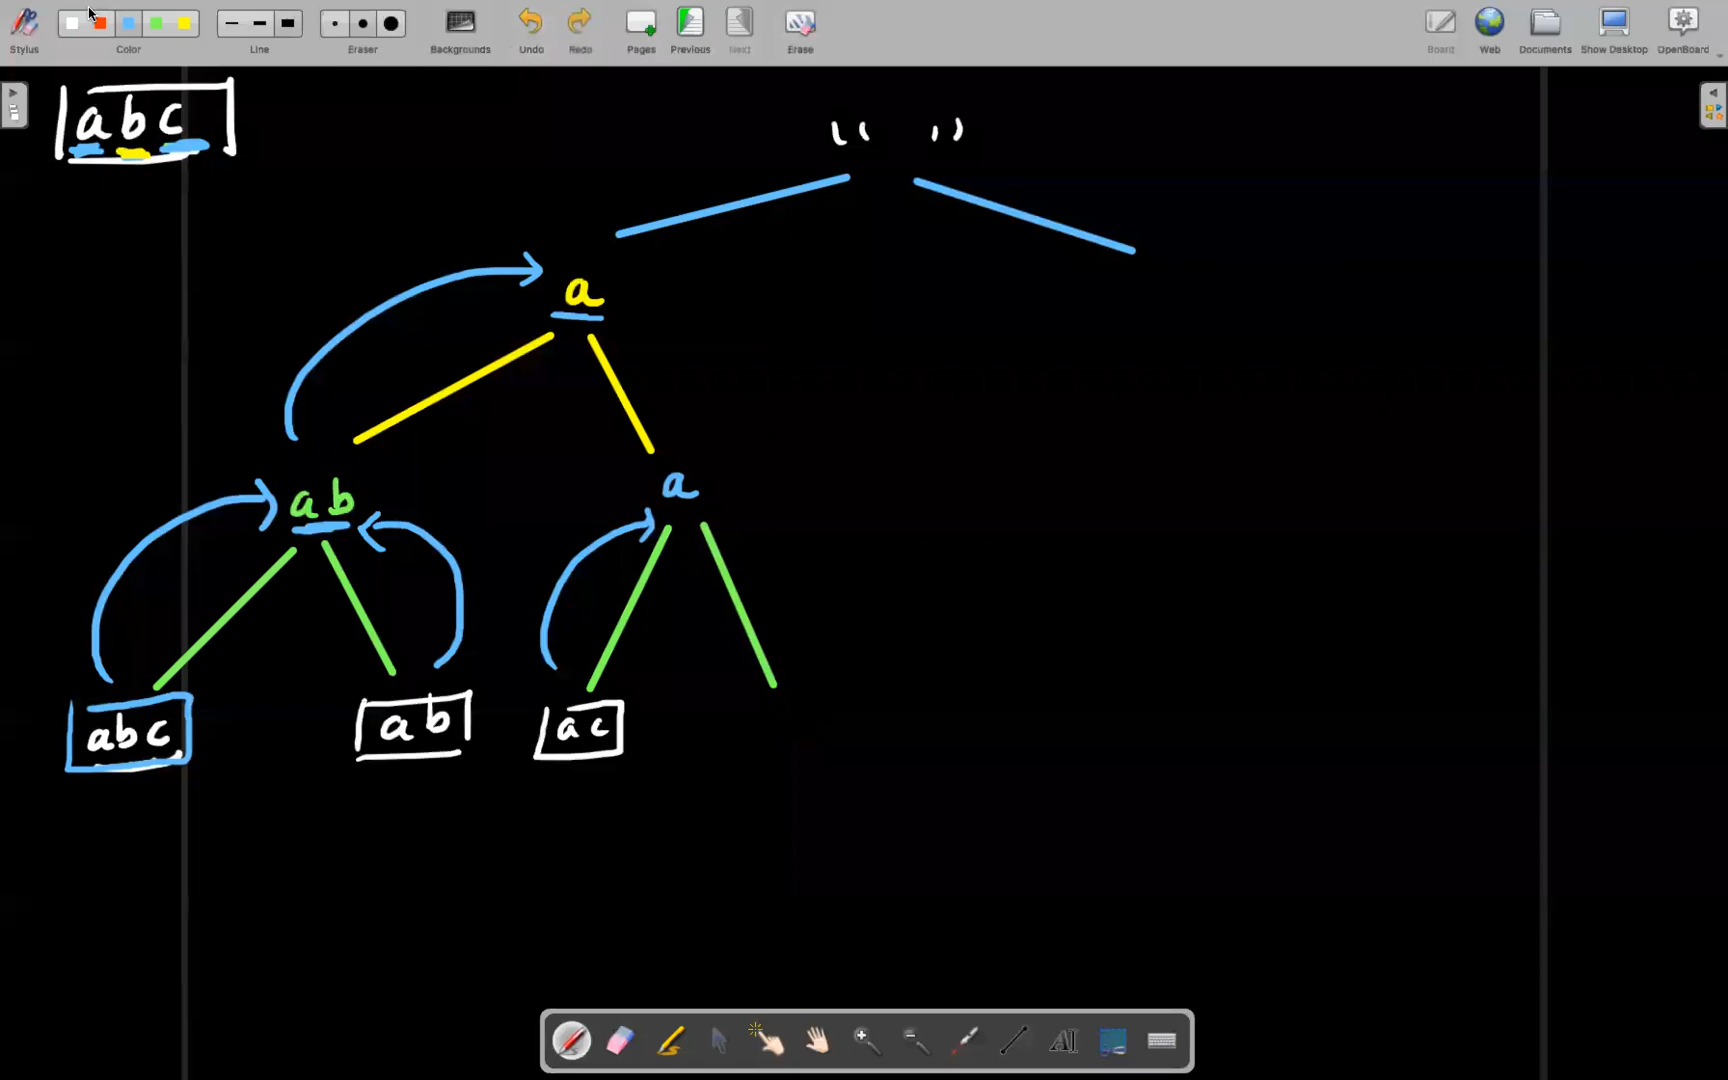 Stylus Color Line Eraser Backgrounds Undo Redo Pages Previous Next Erase Board Web Documents Show Desktop OpenBoard
abc
" "
a
ab
a
abc
ab
ac
AI